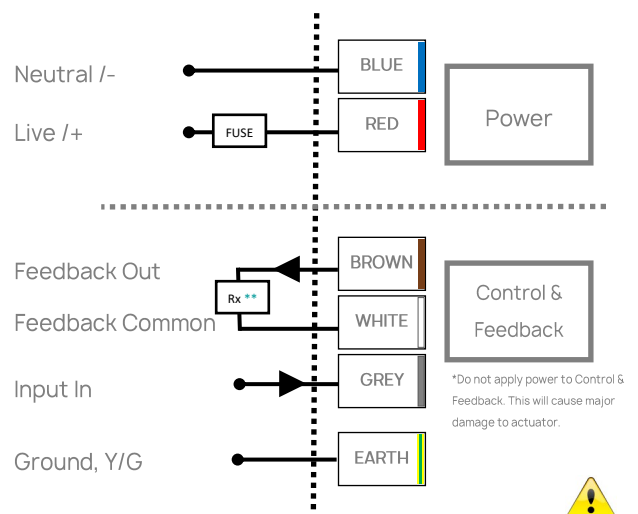 Neutral /-
BLUE
Live /+
FUSE
RED
Power
Feedback Out
BROWN
Rx **
Feedback Common
WHITE
Control &
Feedback
Input In
GREY
*Do not apply power to Control &
Feedback. This will cause major
damage to actuator.
Ground, Y/G
EARTH
!